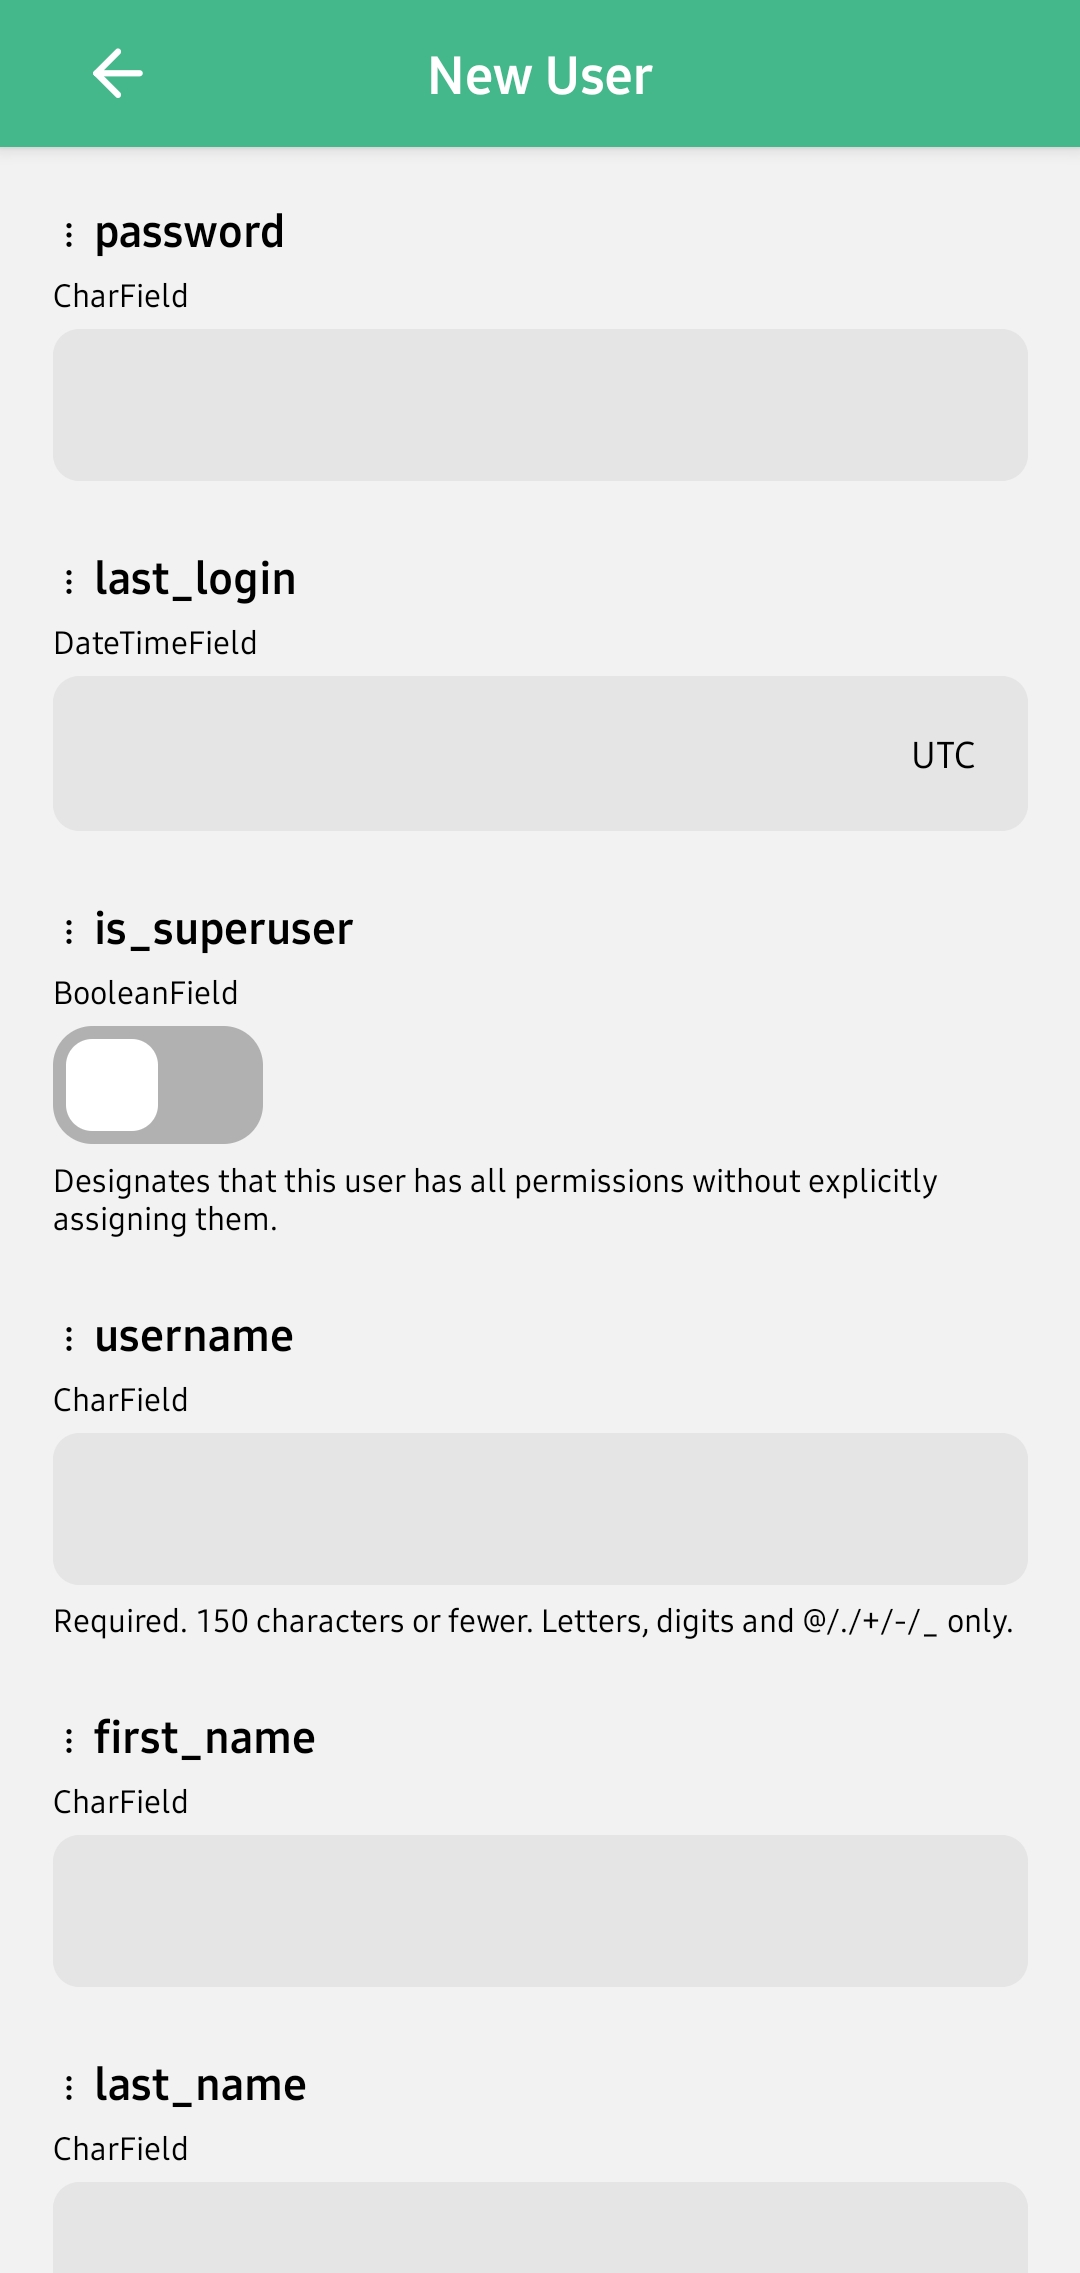 New User
password
CharField
last_login
DateTimeField
UTC
is_superuser
BooleanField
Designates that this user has all permissions without explicitly
assigning them.
username
CharField
Required. 150 characters or fewer. Letters, digits and @/./+/-/_ only.
first_name
CharField
last_name
CharField